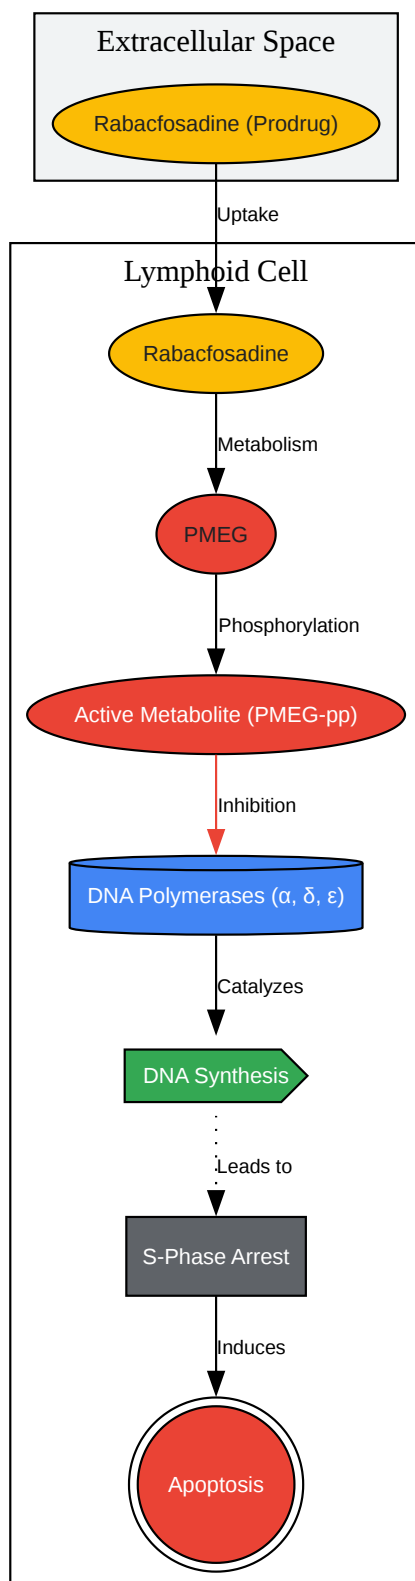 Extracellular Space
Rabacfosadine (Prodrug)
Uptake
Lymphoid Cell
Rabacfosadine
Metabolism
PMEG
Phosphorylation
Active Metabolite (PMEG-pp)
Inhibition
DNA Polymerases (α, δ, ε)
Catalyzes
DNA Synthesis
Leads to
S-Phase Arrest
Induces
Apoptosis